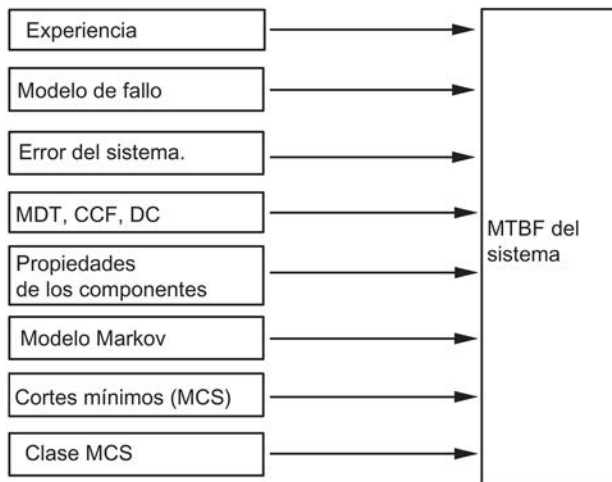 Experiencia
Modelo de fallo
Error del sistema.
MDT, CCF, DC
Propiedades
de los componentes
Modelo Markov
Cortes mínimos (MCS)
Clase MCS
MTBF del
sistema